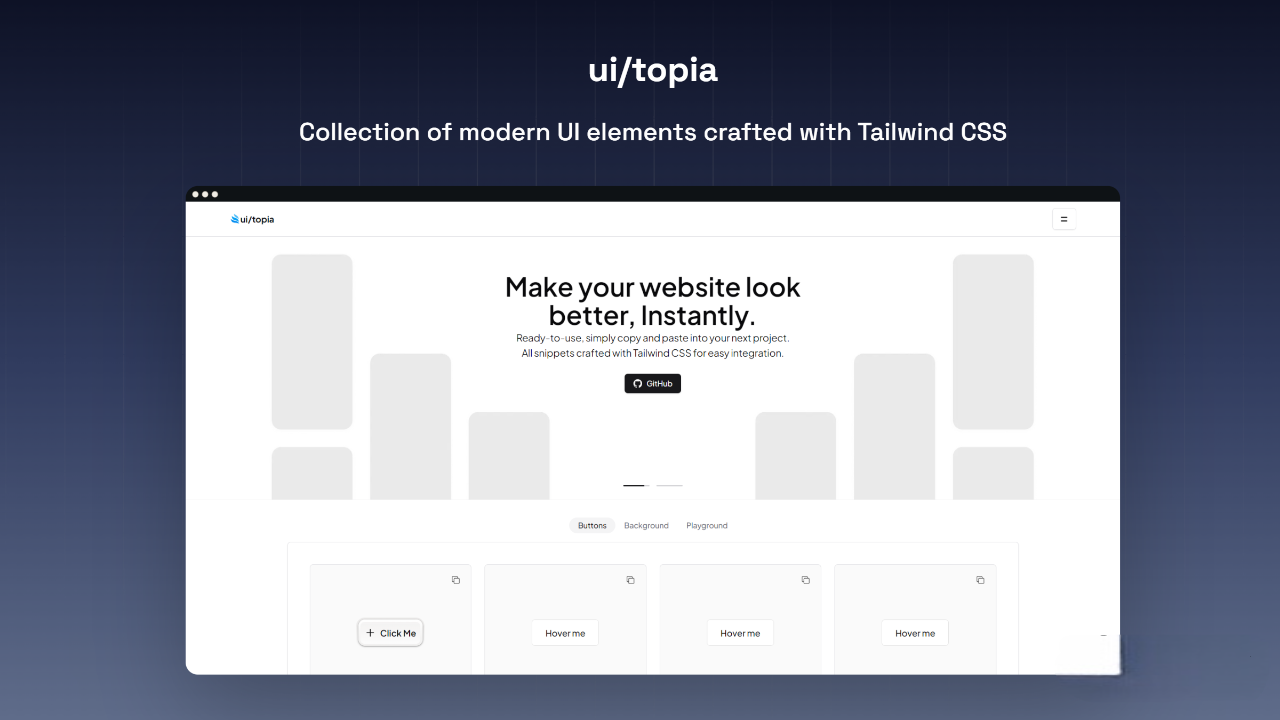 ui/topia
Collection of modern UI elements crafted with Tailwind CSS
ui/topia
Make your website look
better, Instantly.
Ready-to-use, simply copy and paste into your next project.
All snippets crafted with Tailwind CSS for easy integration.
GitHub
Buttons Background Playground
Click Me Hover me Hover me Hover me